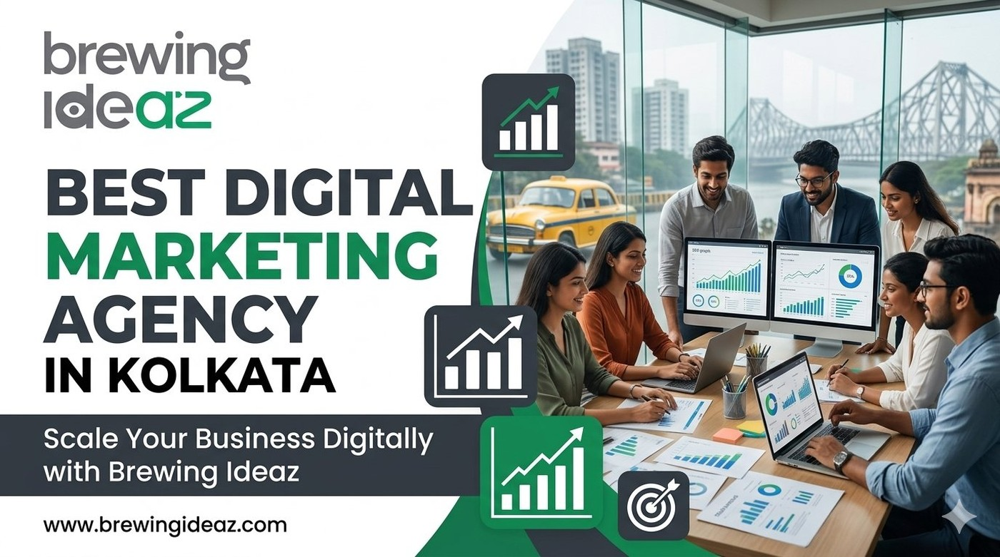 brewing
ideaz
BEST DIGITAL
MARKETING
AGENCY
IN KOLKATA
Scale Your Business Digitally
with Brewing Ideaz
www.brewingideaz.com